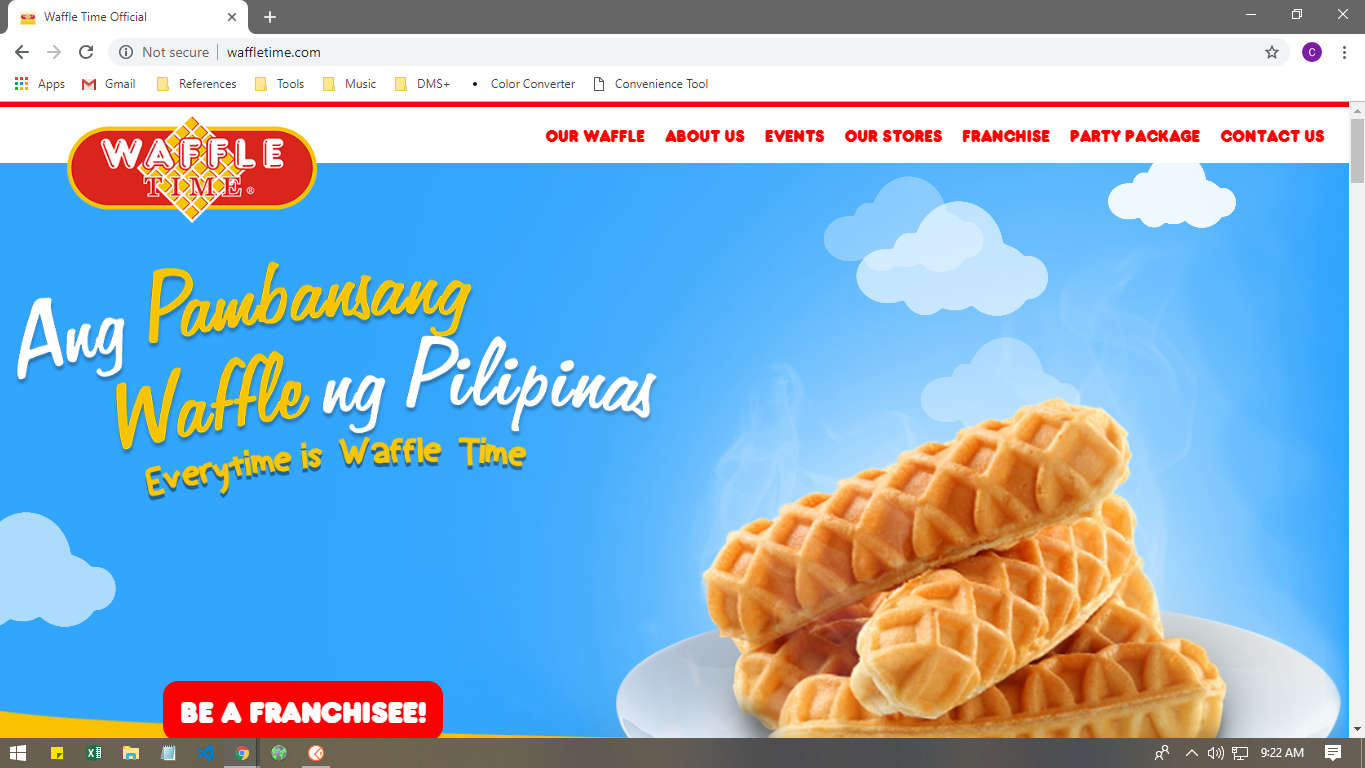 Waffle Time Official
Not secure
waffletime.com
C
Apps
Gmail
References
Tools
Music
DMS+
Color Converter
Convenience Tool
WAFFLE
TIME®
OUR WAFFLE
ABOUT US
EVENTS
OUR STORES
FRANCHISE
PARTY PACKAGE
CONTACT US
Ang Pambansang
Waffle ng Pilipinas
Everytime is Waffle Time
BE A FRANCHISEE!
9:22 AM